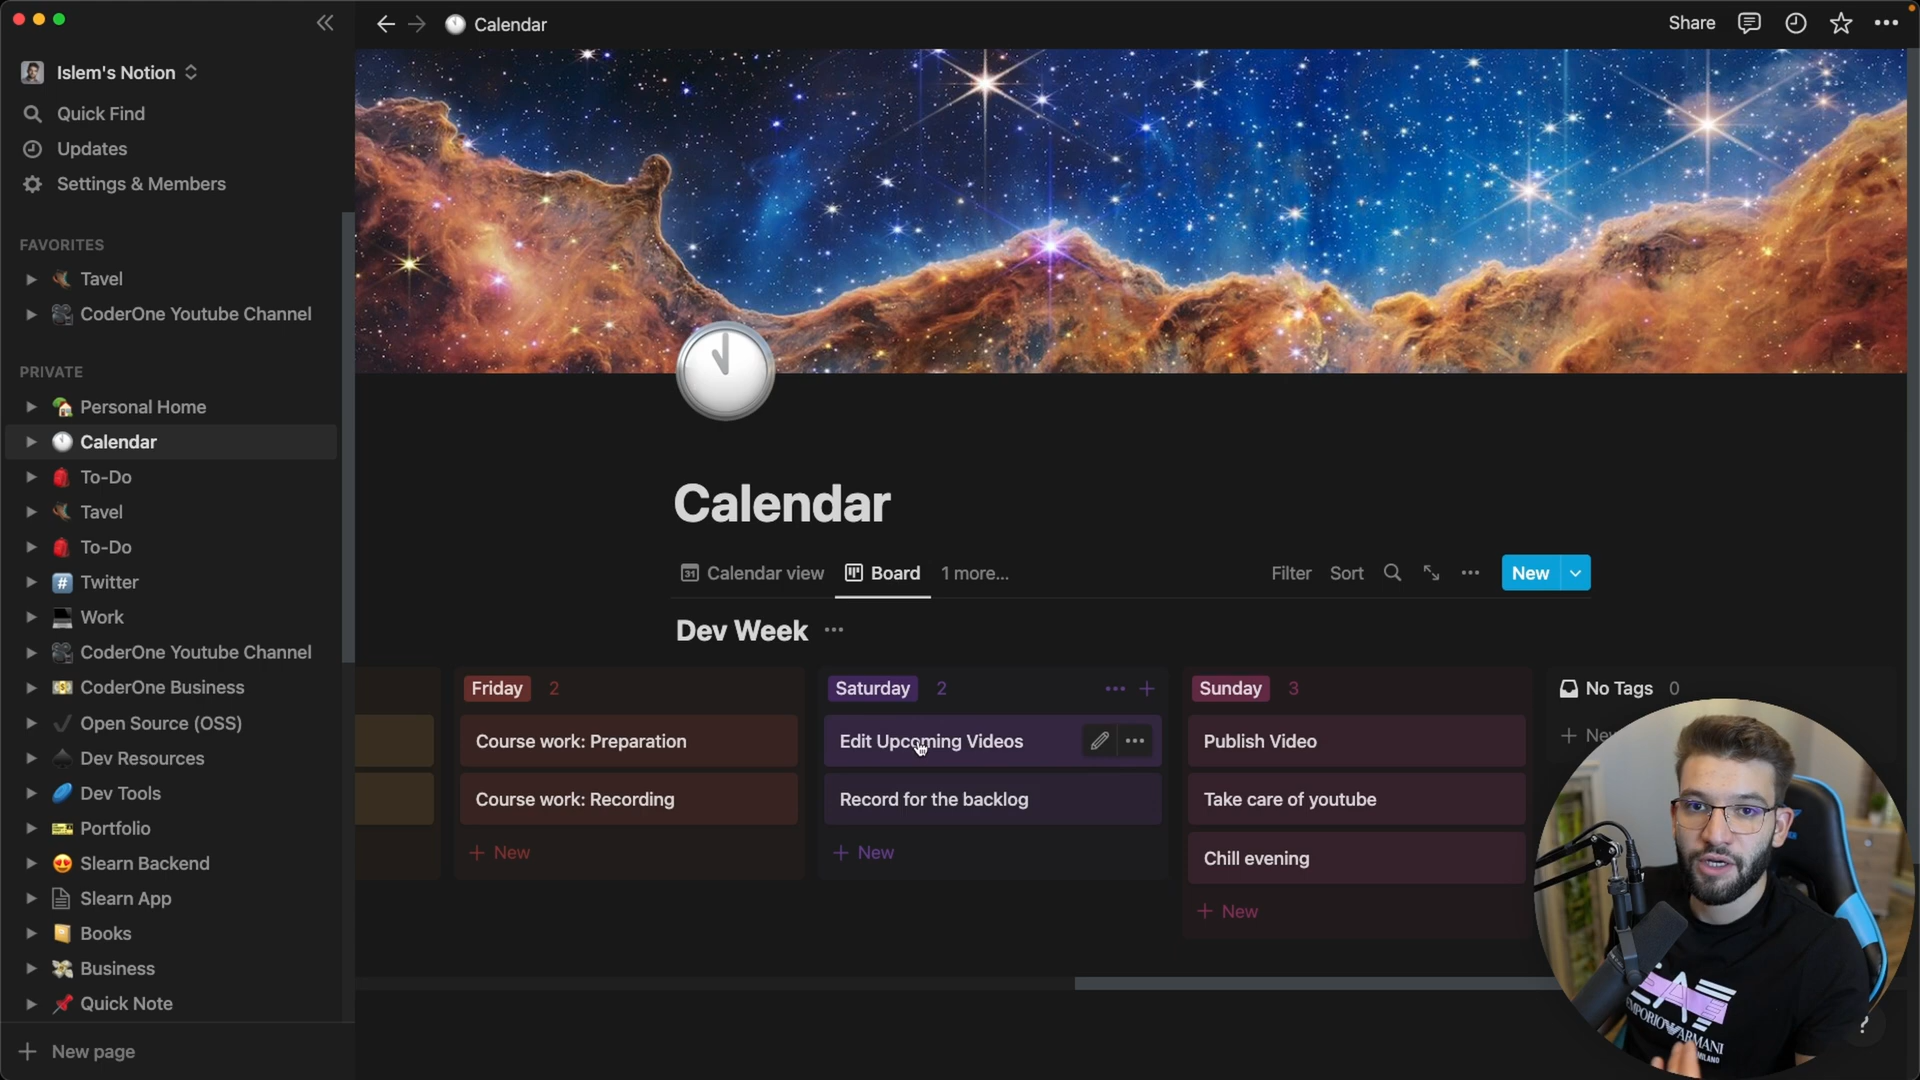 Islem's Notion
Quick Find
Updates
Settings & Members
FAVORITES
Tavel
CoderOne Youtube Channel
PRIVATE
Personal Home
Calendar
To-Do
Tavel
To-Do
# Twitter
Work
CoderOne Youtube Channel
CoderOne Business
Open Source (OSS)
Dev Resources
Dev Tools
Portfolio
Slearn Backend
Slearn App
Books
Business
Quick Note
+ New page
Calendar
Share
Calendar
31 Calendar view Board 1 more...
Filter Sort New
Dev Week ...
Friday 2
Course work: Preparation
Course work: Recording
+ New
Saturday 2
Edit Upcoming Videos
Record for the backlog
+ New
Sunday 3
Publish Video
Take care of youtube
Chill evening
+ New
No Tags 0
EMPORIO ARMANI
MILANO
?